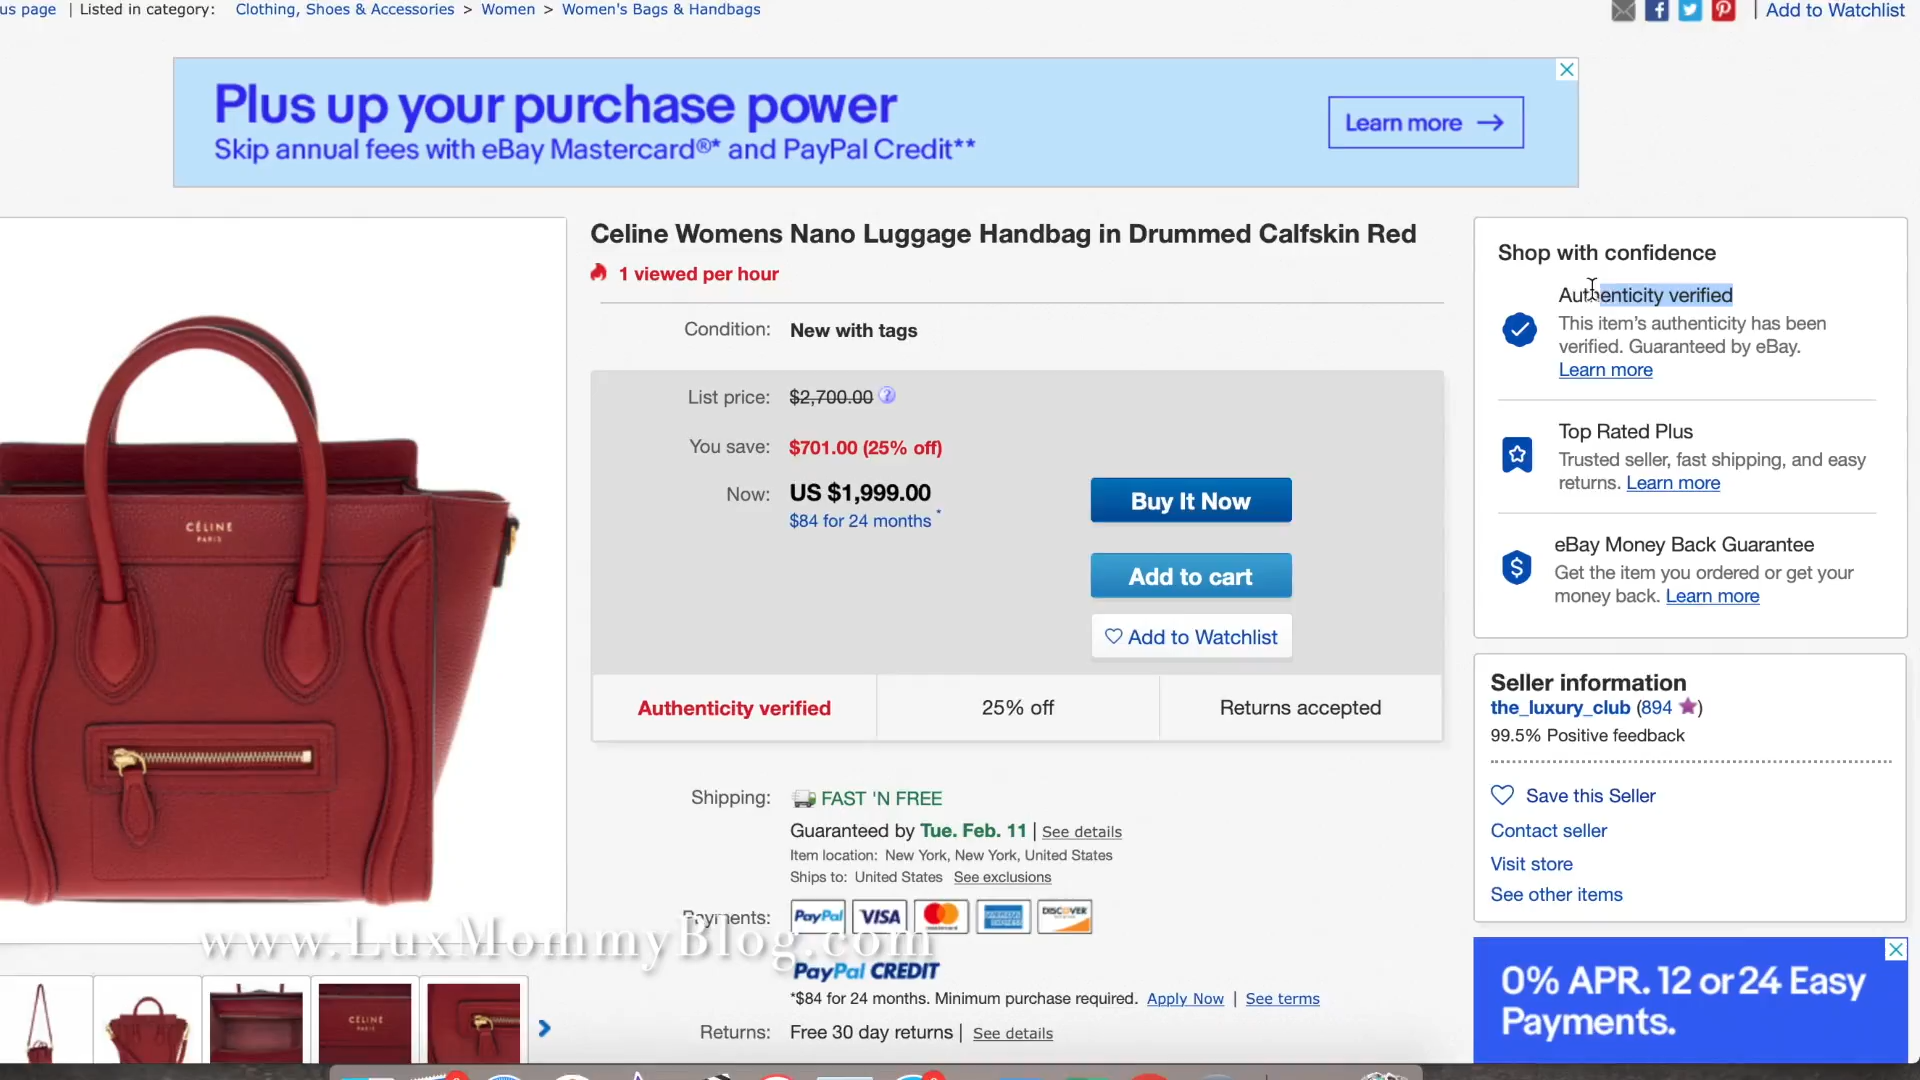 us page | Listed in category: Clothing, Shoes & Accessories > Women > Women's Bags & Handbags
| Add to Watchlist
Plus up your purchase power
Skip annual fees with eBay Mastercard®* and PayPal Credit**
Learn more →
Celine Womens Nano Luggage Handbag in Drummed Calfskin Red
1 viewed per hour
Condition: New with tags
List price: $2,700.00 ?
You save: $701.00 (25% off)
Now: US $1,999.00
$84 for 24 months *
Buy It Now
Add to cart
Add to Watchlist
Authenticity verified
25% off
Returns accepted
Shipping: FAST 'N FREE
Guaranteed by Tue. Feb. 11 | See details
Item location: New York, New York, United States
Ships to: United States See exclusions
Payments: PayPal VISA mastercard AMERICAN EXPRESS DISCOVER
PayPal CREDIT
*$84 for 24 months. Minimum purchase required. Apply Now | See terms
Returns: Free 30 day returns | See details
Shop with confidence
Authenticity verified
This item's authenticity has been
verified. Guaranteed by eBay.
Learn more
Top Rated Plus
Trusted seller, fast shipping, and easy
returns. Learn more
eBay Money Back Guarantee
Get the item you ordered or get your
money back. Learn more
Seller information
the_luxury_club (894)
99.5% Positive feedback
Save this Seller
Contact seller
Visit store
See other items
0% APR. 12 or 24 Easy
Payments.
CÉLINE
PARIS
CÉLINE
PARIS
www.LuxMommyBlog.com